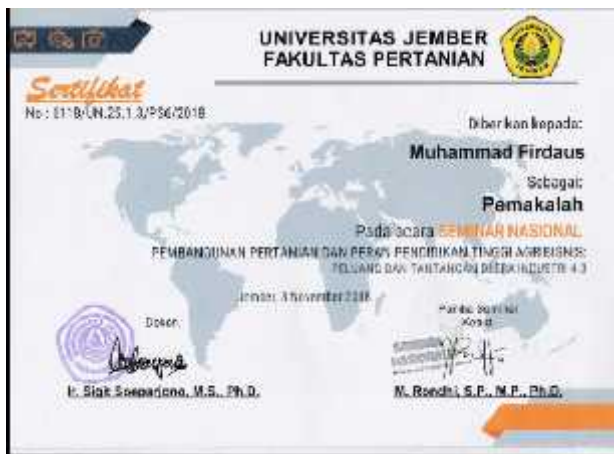 UNIVERSITAS JEMBER
FAKULTAS PERTANIAN
Sertifikat
Diberikan kepada:
Muhammad Firdaus
Sebagai:
Pemakalah
Pada acara SEMINAR NASIONAL
PEMBANGUNAN PERTANIAN DAN PERAN PENDIDIKAN TINGGI AGRIBISNIS:
PELUANG DAN TANTANGAN DI ERA INDUSTRI 4.0
Jember, 3 November 2018
Dekan,
Panitia Seminar
Ir. Sigit Soeparjono, M.S., Ph.D.
M. Rondhi, S.P., M.P., Ph.D.